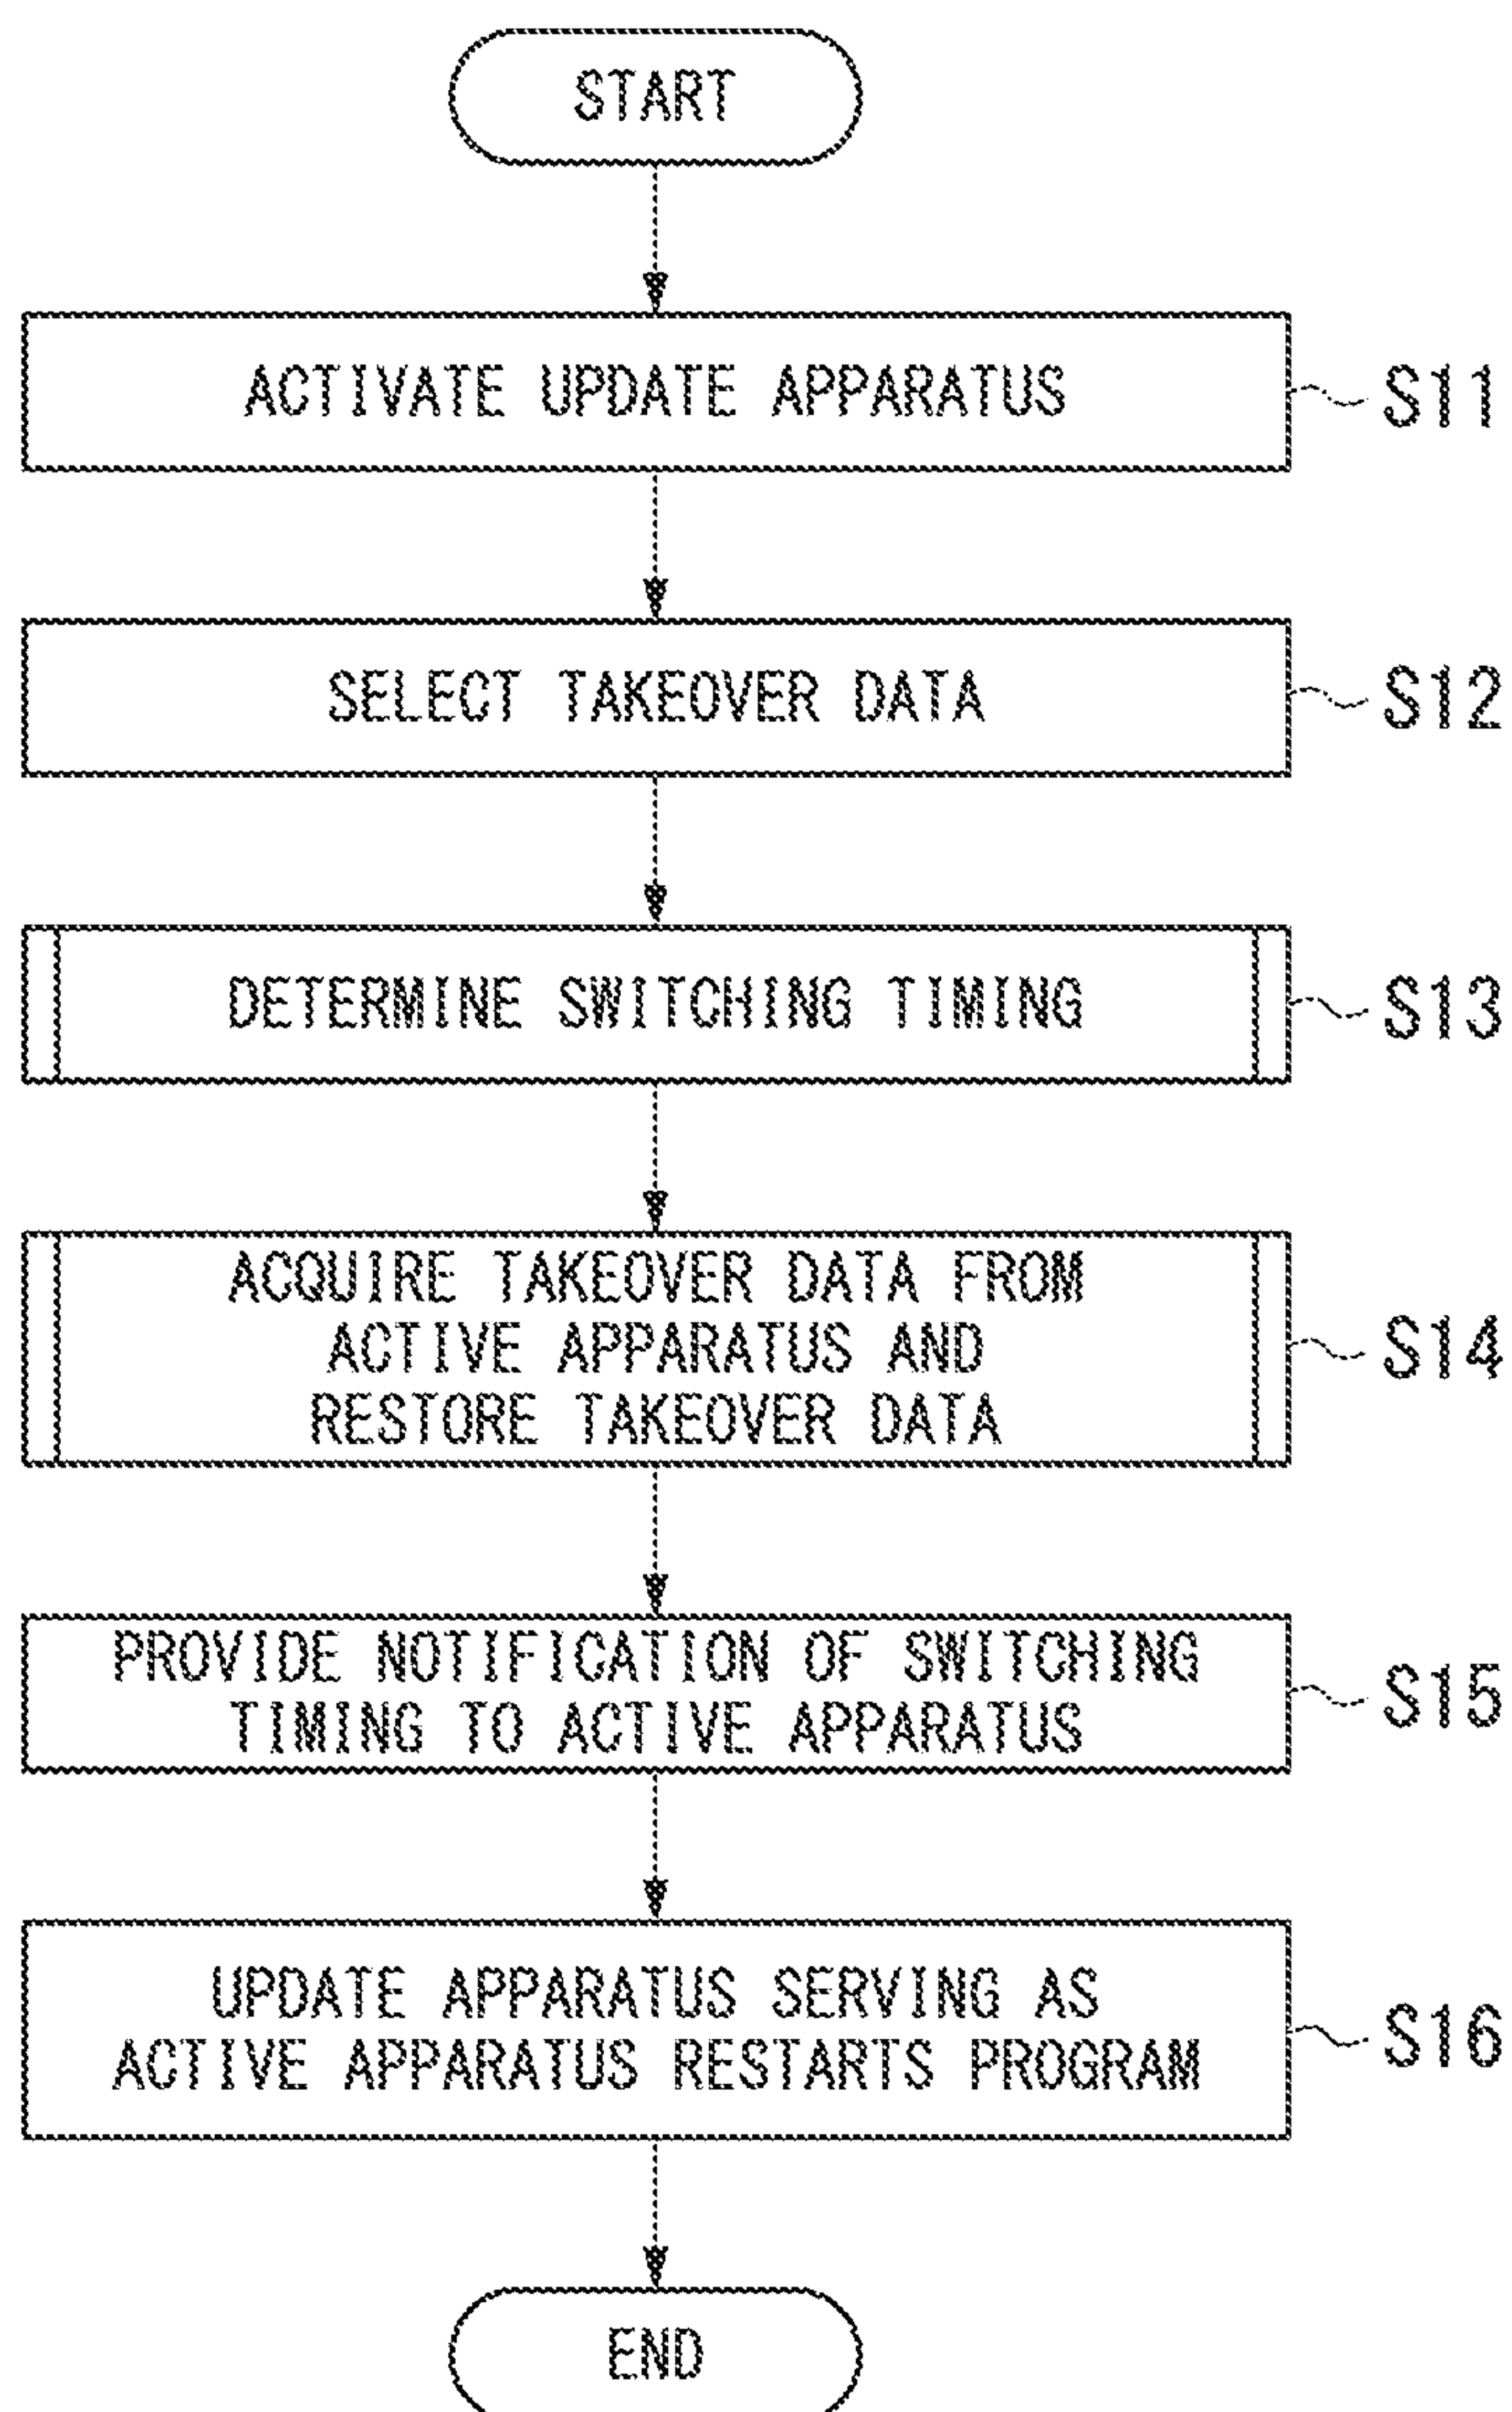 START
ACTIVATE UPDATE APPARATUS
S11
SELECT TAKEOVER DATA
S12
DETERMINE SWITCHING TIMING
S13
ACQUIRE TAKEOVER DATA FROM
ACTIVE APPARATUS AND
RESTORE TAKEOVER DATA
S14
PROVIDE NOTIFICATION OF SWITCHING
TIMING TO ACTIVE APPARATUS
S15
UPDATE APPARATUS SERVING AS
ACTIVE APPARATUS RESTARTS PROGRAM
S16
END